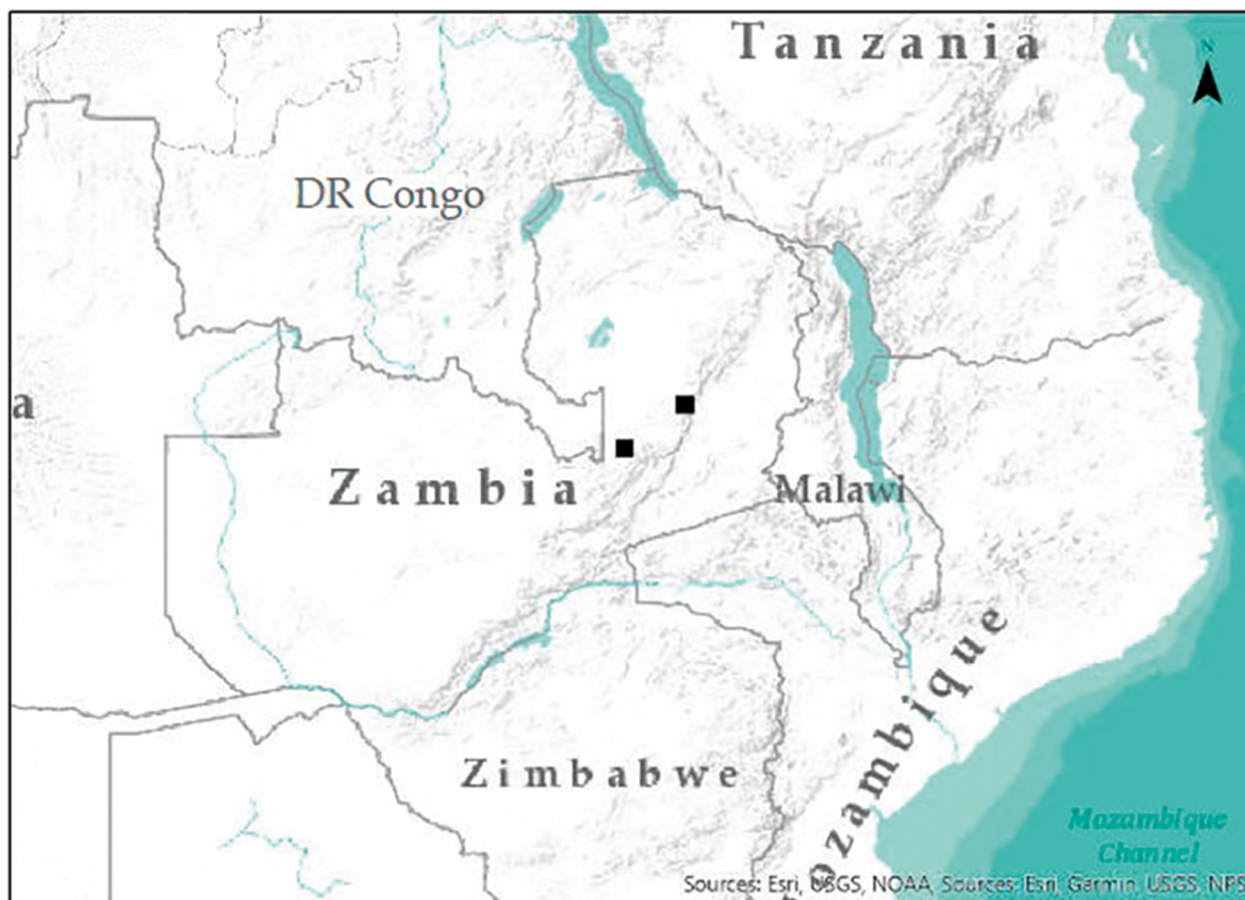 Tanzania
N
DR Congo
a
Zambia
Malawi
ozambique
Zimbabwe
Mozambique
Channel
Sources: Esri, USGS, NOAA, Sources: Esri, Garmin, USGS, NPS